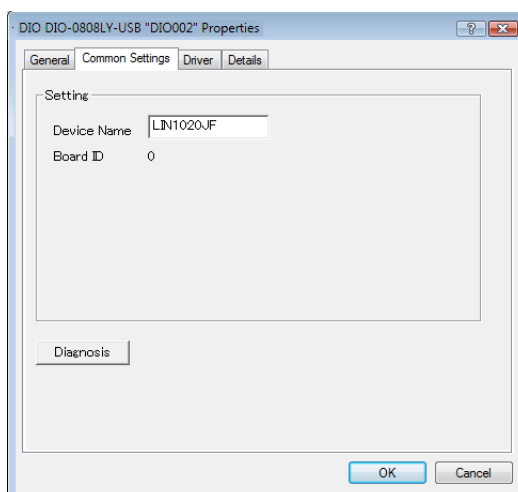 DIO DIO-0808LY-USB "DIO002" Properties
General Common Settings Driver Details
Setting
Device Name LIN1020JF
Board ID 0
Diagnosis
OK Cancel